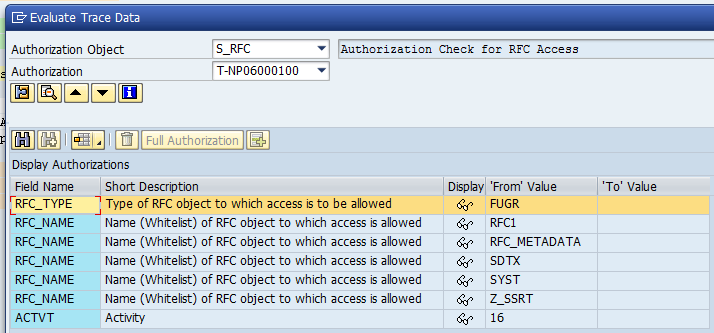 Evaluate Trace Data
Authorization Object S_RFC Authorization Check for RFC Access
Authorization T-NP06000100
Full Authorization
Display Authorizations
Field Name Short Description Display 'From' Value 'To' Value
RFC_TYPE Type of RFC object to which access is to be allowed FUGR
RFC_NAME Name (Whitelist) of RFC object to which access is allowed RFC1
RFC_NAME Name (Whitelist) of RFC object to which access is allowed RFC_METADATA
RFC_NAME Name (Whitelist) of RFC object to which access is allowed SDTX
RFC_NAME Name (Whitelist) of RFC object to which access is allowed SYST
RFC_NAME Name (Whitelist) of RFC object to which access is allowed Z_SSRT
ACTVT Activity 16